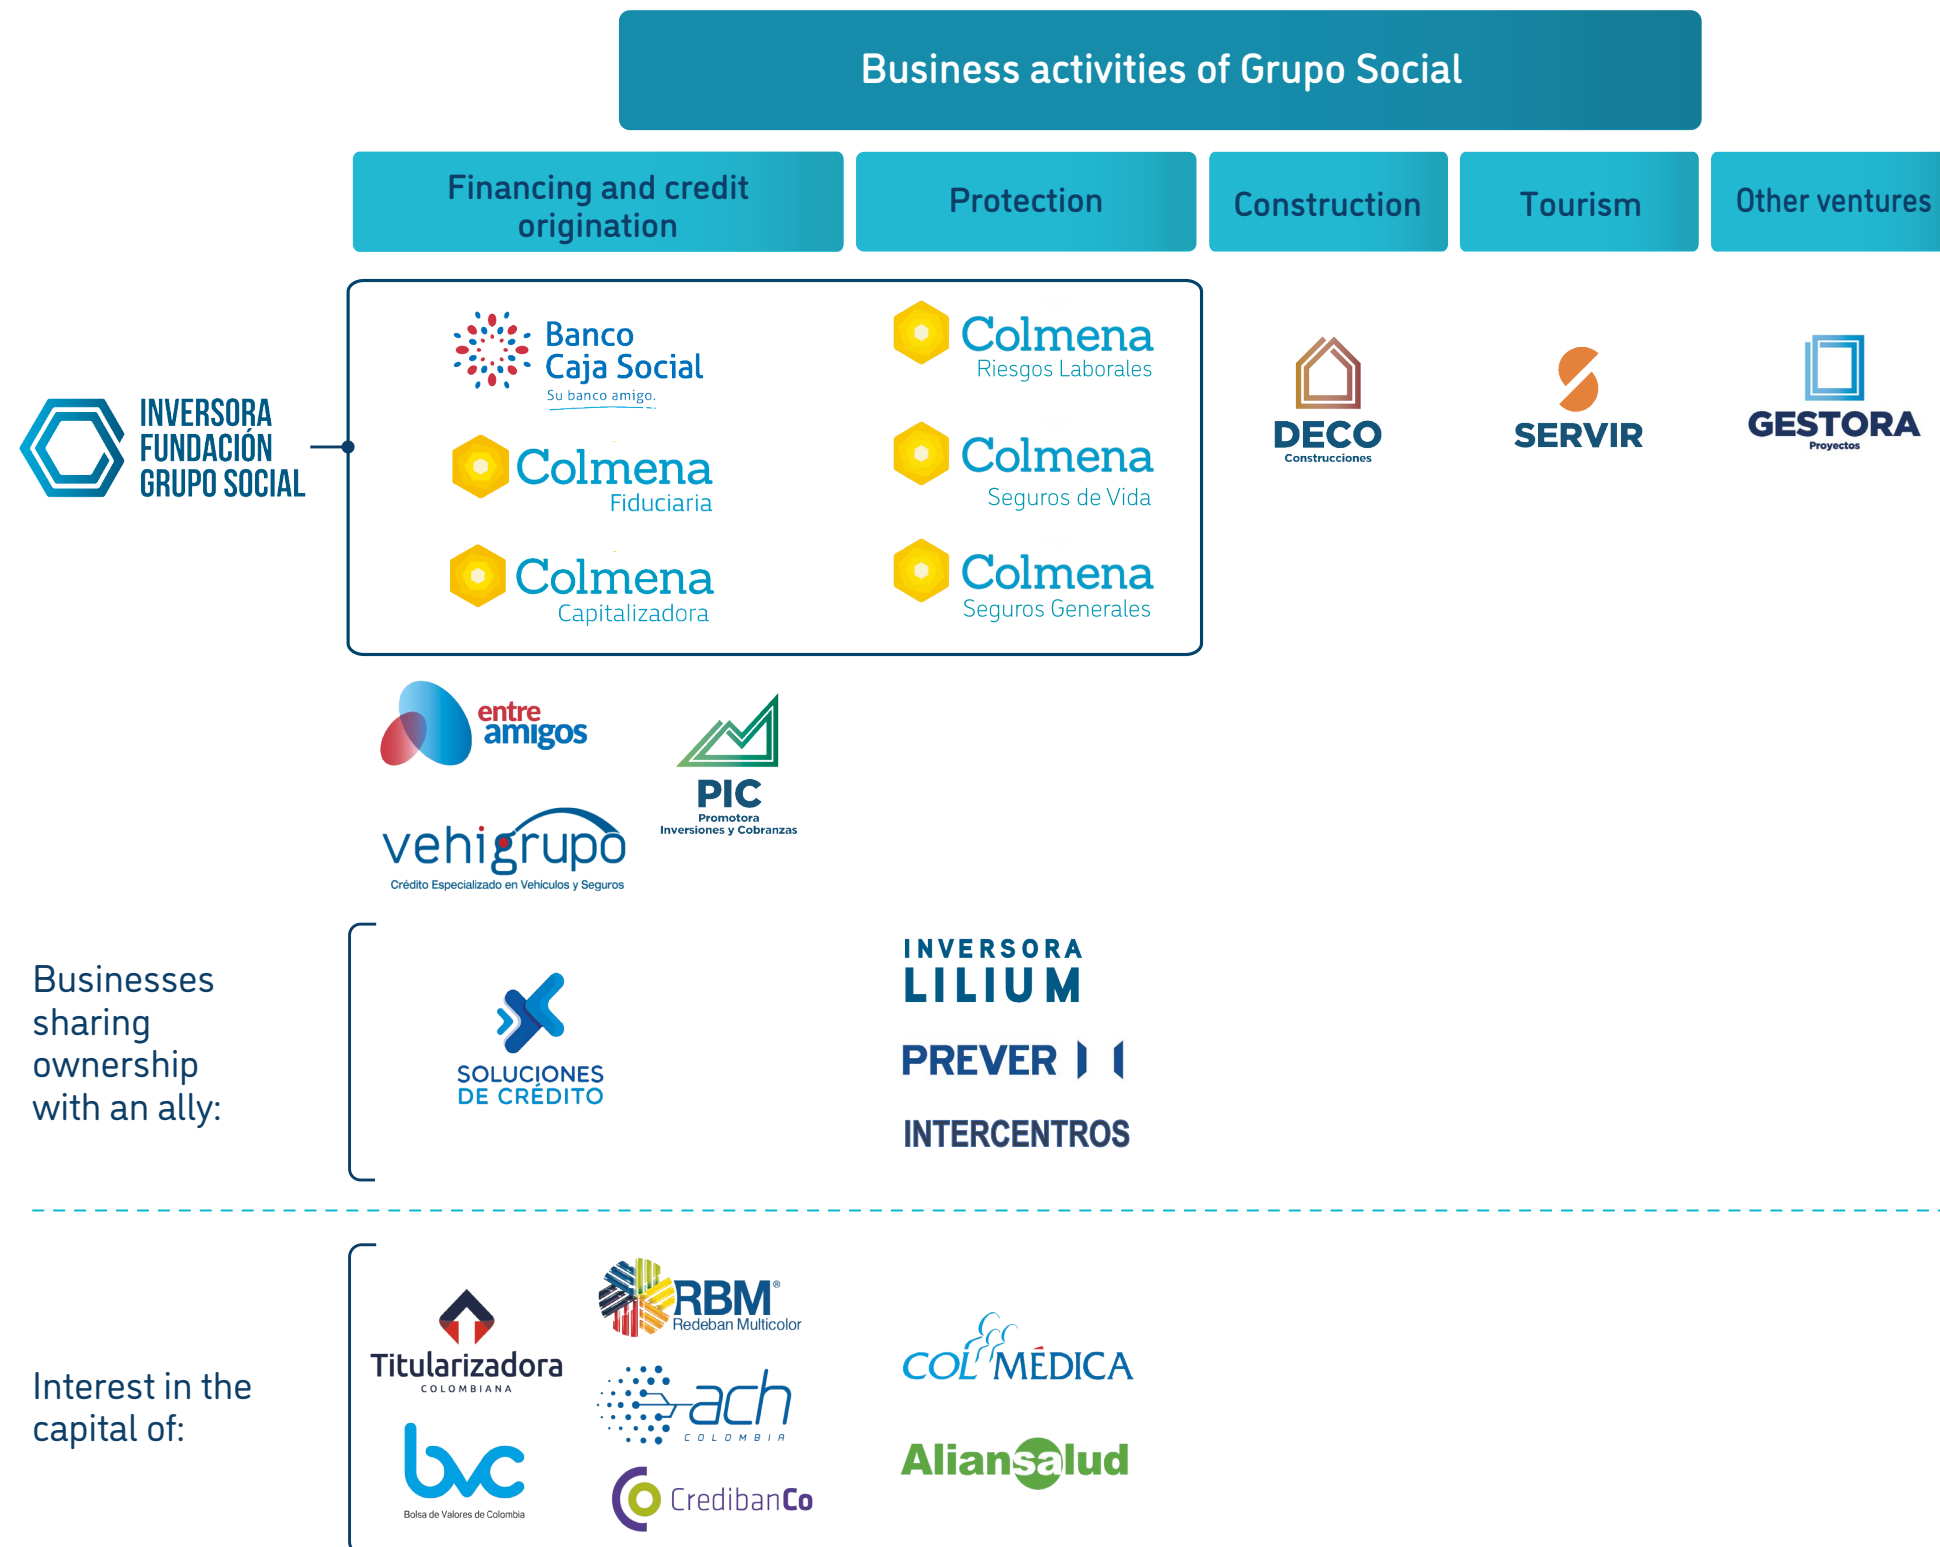 Business activities of Grupo Social
Financing and credit
origination
Protection
Construction
Tourism
Other ventures
INVERSORA
FUNDACIÓN
GRUPO SOCIAL
Banco
Caja Social
Su banco amigo.
Colmena
Fiduciaria
Colmena
Capitalizadora
Colmena
Riesgos Laborales
Colmena
Seguros de Vida
Colmena
Seguros Generales
DECO
Construcciones
SERVIR
GESTORA
Proyectos
entre
amigos
PIC
Promotora
Inversiones y Cobranzas
vehigrupo
Crédito Especializado en Vehículos y Seguros
Businesses
sharing
ownership
with an ally:
SOLUCIONES
DE CRÉDITO
INVERSORA
LILIUM
PREVER
INTERCENTROS
Interest in the
capital of:
Titularizadora
COLOMBIANA
bvc
Bolsa de Valores de Colombia
RBM®
Redeban Multicolor
ach
COLOMBIA
CredibanCo
COLMÉDICA
Aliansalud